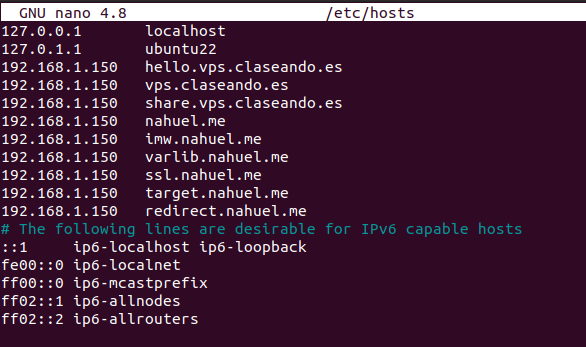 GNU nano 4.8 /etc/hosts
127.0.0.1 localhost
127.0.1.1 ubuntu22
192.168.1.150 hello.vps.claseando.es
192.168.1.150 vps.claseando.es
192.168.1.150 share.vps.claseando.es
192.168.1.150 nahuel.me
192.168.1.150 imw.nahuel.me
192.168.1.150 varlib.nahuel.me
192.168.1.150 ssl.nahuel.me
192.168.1.150 target.nahuel.me
192.168.1.150 redirect.nahuel.me
# The following lines are desirable for IPv6 capable hosts
::1 ip6-localhost ip6-loopback
fe00::0 ip6-localnet
ff00::0 ip6-mcastprefix
ff02::1 ip6-allnodes
ff02::2 ip6-allrouters